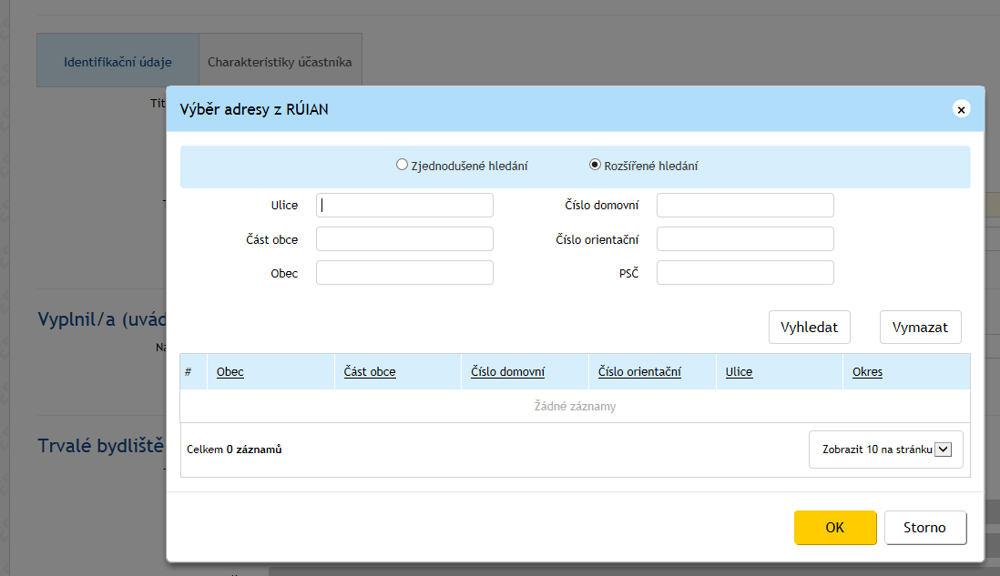 Identifikační údaje Charakteristiky účastníka
Tit
Výběr adresy z RÚIAN
Zjednodušené hledání Rozšířené hledání
Ulice Číslo domovní
Část obce Číslo orientační
Obec PSČ
Vyplnil/a (uvád
Na
Vyhledat Vymazat
# Obec Část obce Číslo domovní Číslo orientační Ulice Okres
Žádné záznamy
Trvalé bydliště
Celkem 0 záznamů Zobrazit 10 na stránku
OK Storno